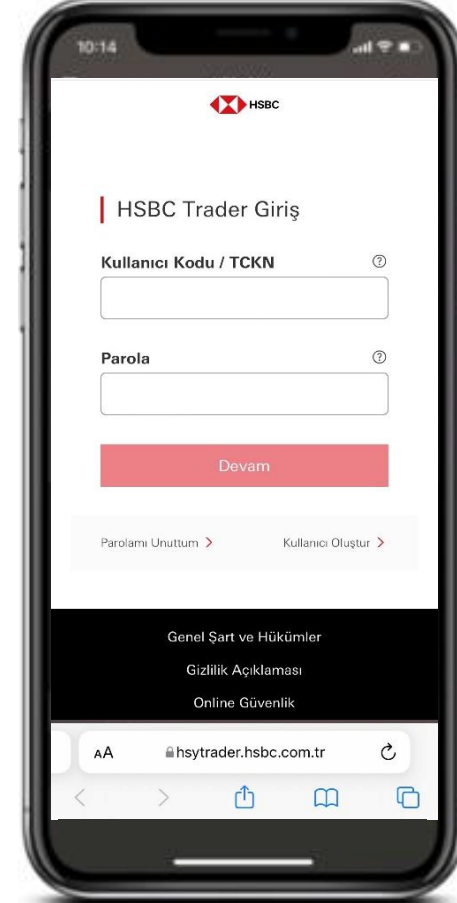 10:14
HSBC
HSBC Trader Giriş
Kullanıcı Kodu / TCKN
Parola
Devam
Parolamı Unuttum
Kullanıcı Oluştur
Genel Şart ve Hükümler
Gizlilik Açıklaması
Online Güvenlik
AA hsytrader.hsbc.com.tr